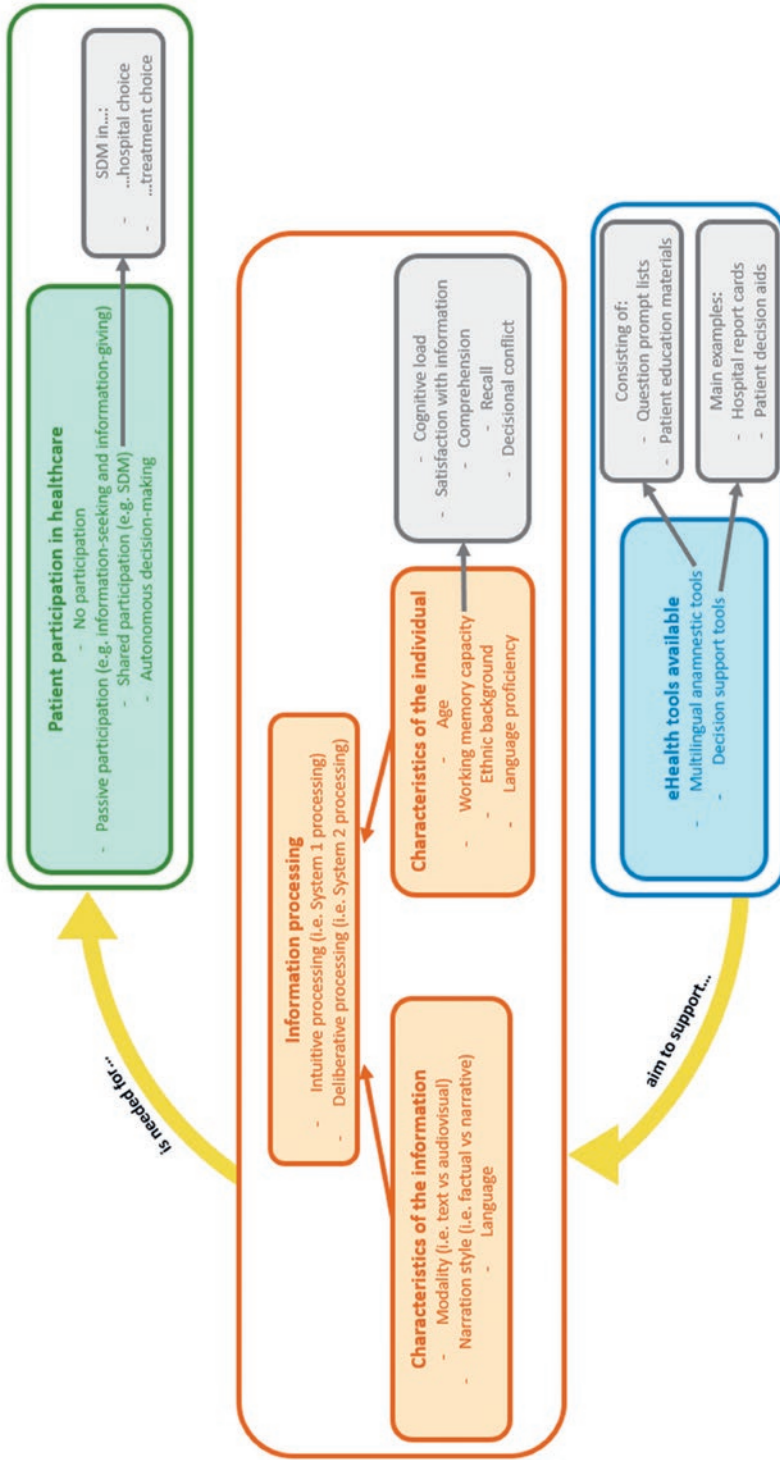 Patient participation in healthcare
- No participation
- Passive participation (e.g. information-seeking and information-giving)
- Shared participation (e.g. SDM)
- Autonomous decision-making
SDM in...:
- ...hospital choice
- ...treatment choice
is needed for...
Information processing
- Intuitive processing (i.e. System 1 processing)
- Deliberative processing (i.e. System 2 processing)
Characteristics of the information
- Modality (i.e. text vs audiovisual)
- Narration style (i.e. factual vs narrative)
- Language
Characteristics of the individual
- Age
- Working memory capacity
- Ethnic background
- Language proficiency
- Cognitive load
- Satisfaction with information
- Comprehension
- Recall
- Decisional conflict
aim to support...
eHealth tools available
- Multilingual anamnestic tools
- Decision support tools
Consisting of:
- Question prompt lists
- Patient education materials
Main examples:
- Hospital report cards
- Patient decision aids